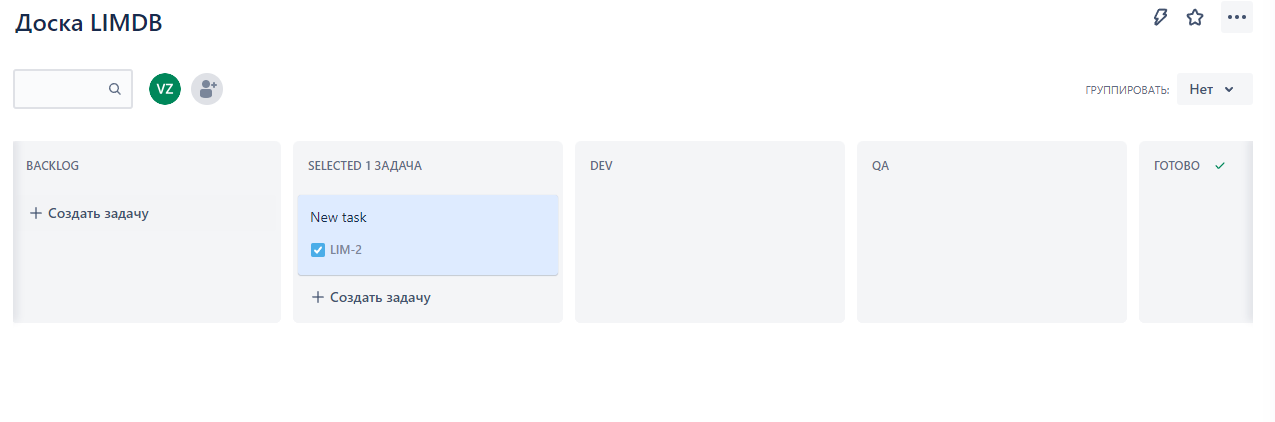 Доска LIMDB
VZ
ГРУППИРОВАТЬ: Нет
BACKLOG
Создать задачу
SELECTED 1 ЗАДАЧА
New task
LIM-2
Создать задачу
DEV
QA
ГОТОВО